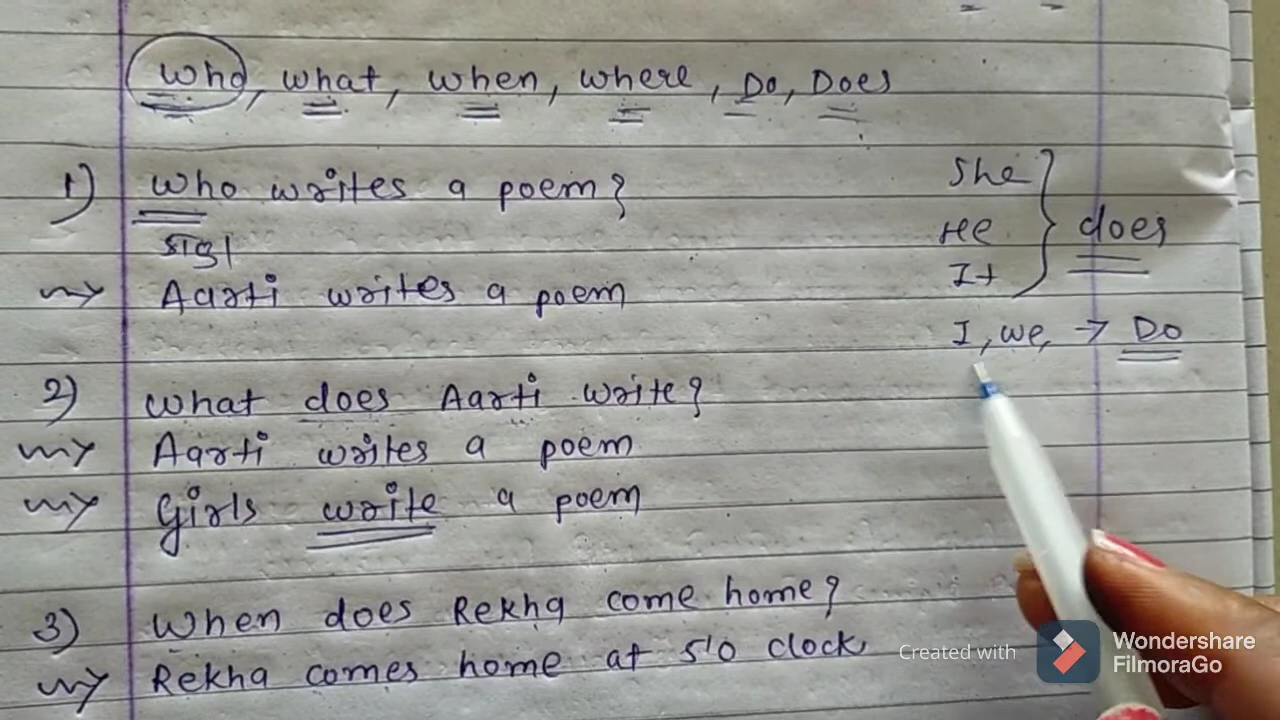 Who, what, when, where, Do, Does
1) Who writes a poem?
sigl
Aarti writes a poem
2) What does Aarti write?
Aarti writes a poem
Girls write a poem
3) When does Rekha come home?
Rekha comes home at 5'O clock
She
He
It
does
I, we, → Do
Created with
Wondershare
FilmoraGo